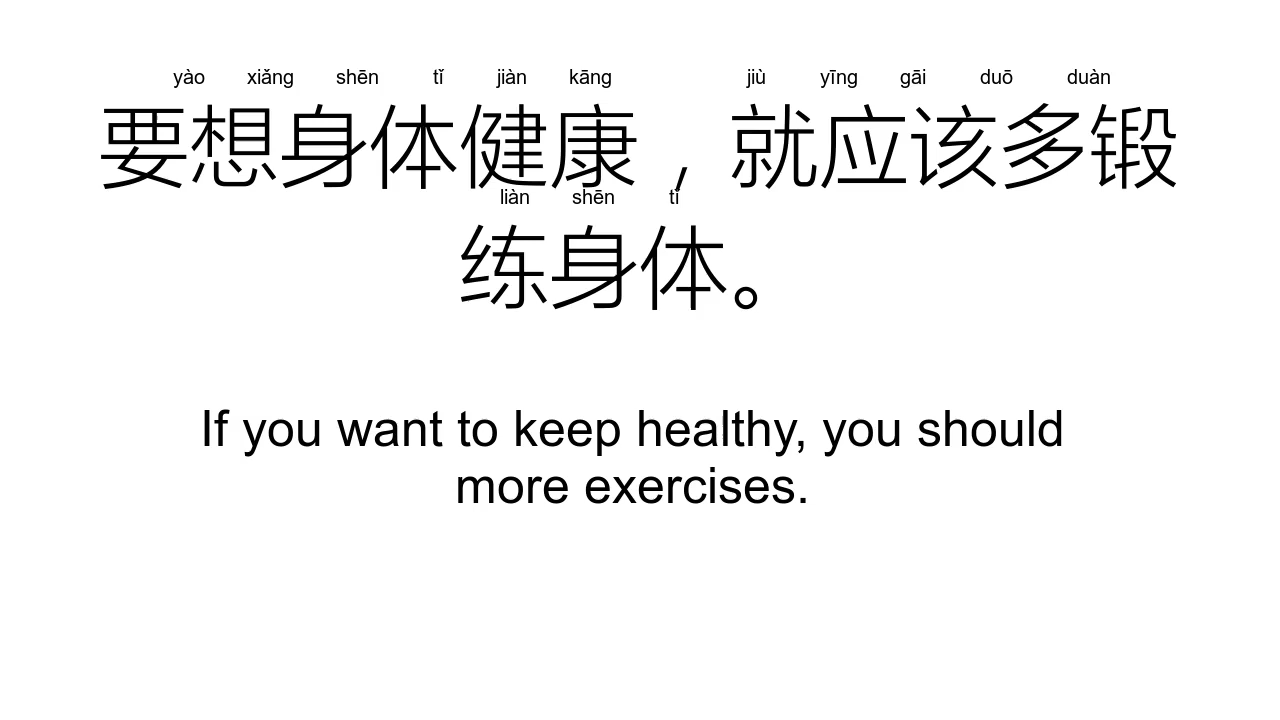 yào xiǎng shēn tǐ jiàn kāng jiù yīng gāi duō duàn
要想身体健康，就应该多锻
liàn shēn tǐ
练身体。
If you want to keep healthy, you should
more exercises.